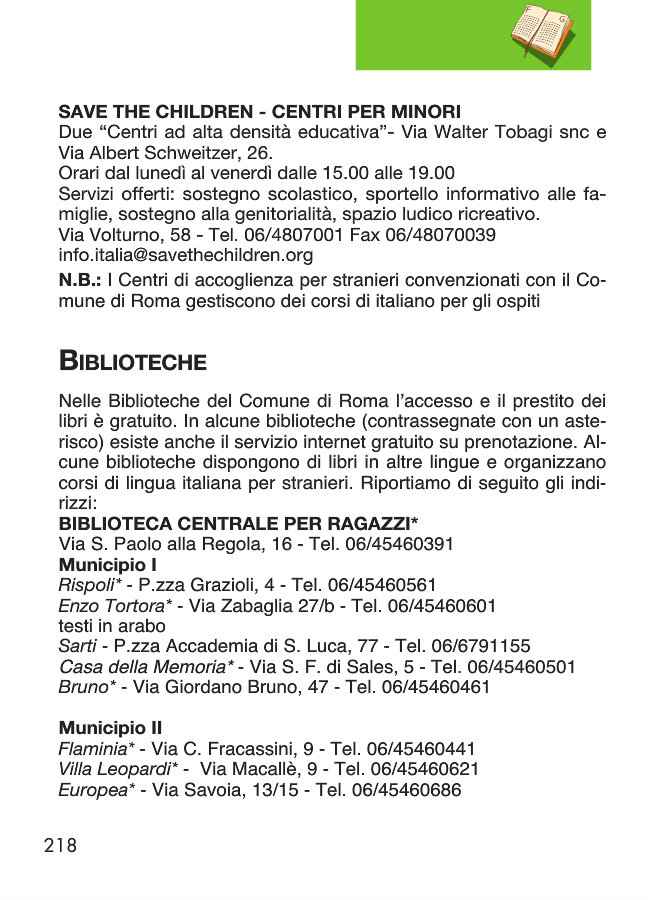 F
G
SAVE THE CHILDREN - CENTRI PER MINORI
Due “Centri ad alta densità educativa”- Via Walter Tobagi snc e
Via Albert Schweitzer, 26.
Orari dal lunedì al venerdì dalle 15.00 alle 19.00
Servizi offerti: sostegno scolastico, sportello informativo alle fa-
miglie, sostegno alla genitorialità, spazio ludico ricreativo.
Via Volturno, 58 - Tel. 06/4807001 Fax 06/48070039
info.italia@savethechildren.org
N.B.: I Centri di accoglienza per stranieri convenzionati con il Co-
mune di Roma gestiscono dei corsi di italiano per gli ospiti
BIBLIOTECHE
Nelle Biblioteche del Comune di Roma l’accesso e il prestito dei
libri è gratuito. In alcune biblioteche (contrassegnate con un aste-
risco) esiste anche il servizio internet gratuito su prenotazione. Al-
cune biblioteche dispongono di libri in altre lingue e organizzano
corsi di lingua italiana per stranieri. Riportiamo di seguito gli indi-
rizzi:
BIBLIOTECA CENTRALE PER RAGAZZI*
Via S. Paolo alla Regola, 16 - Tel. 06/45460391
Municipio I
Rispoli* - P.zza Grazioli, 4 - Tel. 06/45460561
Enzo Tortora* - Via Zabaglia 27/b - Tel. 06/45460601
testi in arabo
Sarti - P.zza Accademia di S. Luca, 77 - Tel. 06/6791155
Casa della Memoria* - Via S. F. di Sales, 5 - Tel. 06/45460501
Bruno* - Via Giordano Bruno, 47 - Tel. 06/45460461
Municipio II
Flaminia* - Via C. Fracassini, 9 - Tel. 06/45460441
Villa Leopardi* -  Via Macallè, 9 - Tel. 06/45460621
Europea* - Via Savoia, 13/15 - Tel. 06/45460686
218